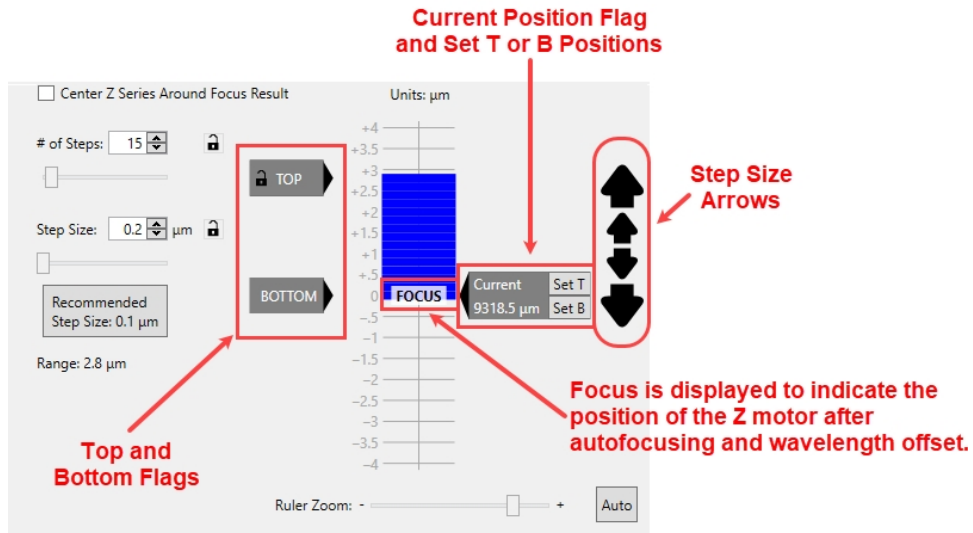 Current Position Flag
and Set T or B Positions
Center Z Series Around Focus Result
Units: µm
# of Steps: 15
+4
+3.5
+3
+2.5
+2
+1.5
+1
+.5
0
−.5
−1
−1.5
−2
−2.5
−3
−3.5
−4
TOP
Step Size
Arrows
Step Size: 0.2 µm
BOTTOM
FOCUS
Current
9318.5 µm
Set T
Set B
Recommended
Step Size: 0.1 µm
Range: 2.8 µm
Focus is displayed to indicate the
position of the Z motor after
autofocusing and wavelength offset.
Top and
Bottom Flags
Ruler Zoom: - +
Auto